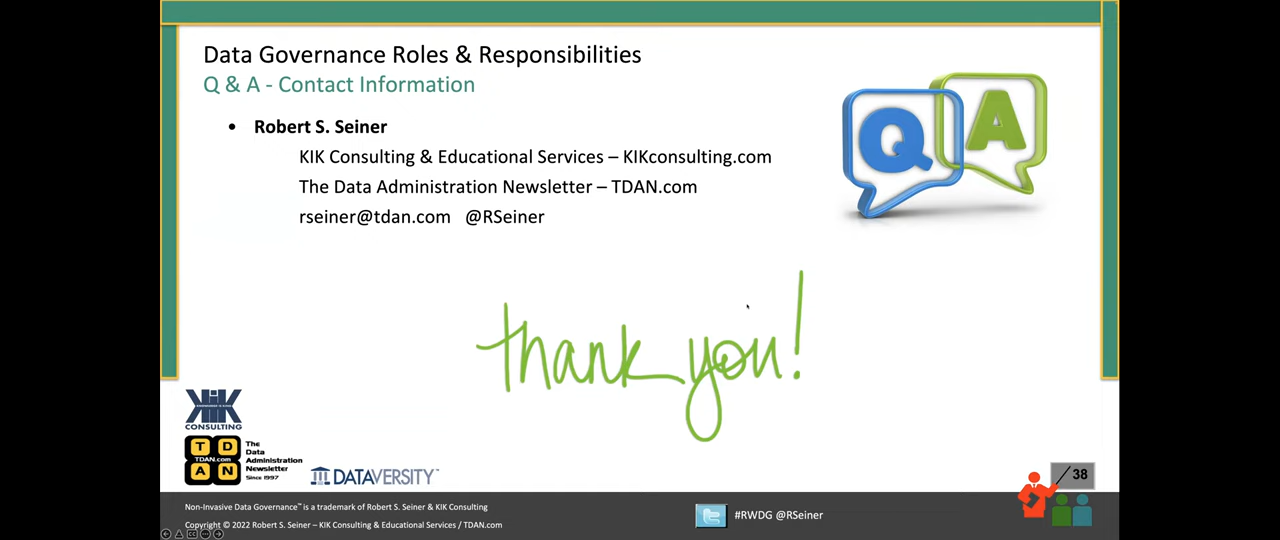 Data Governance Roles & Responsibilities
Q & A - Contact Information
• Robert S. Seiner
KIK Consulting & Educational Services – KIKconsulting.com
The Data Administration Newsletter – TDAN.com
rseiner@tdan.com @RSeiner
Q A
thank you!
KIK
CONSULTING
T D
TDAN.com
A N
The
Data
Administration
Newsletter
Since 1997
DATAVERSITY™
/ 38
Non-Invasive Data Governance™ is a trademark of Robert S. Seiner & KIK Consulting
Copyright © 2022 Robert S. Seiner – KIK Consulting & Educational Services / TDAN.com
#RWDG @RSeiner